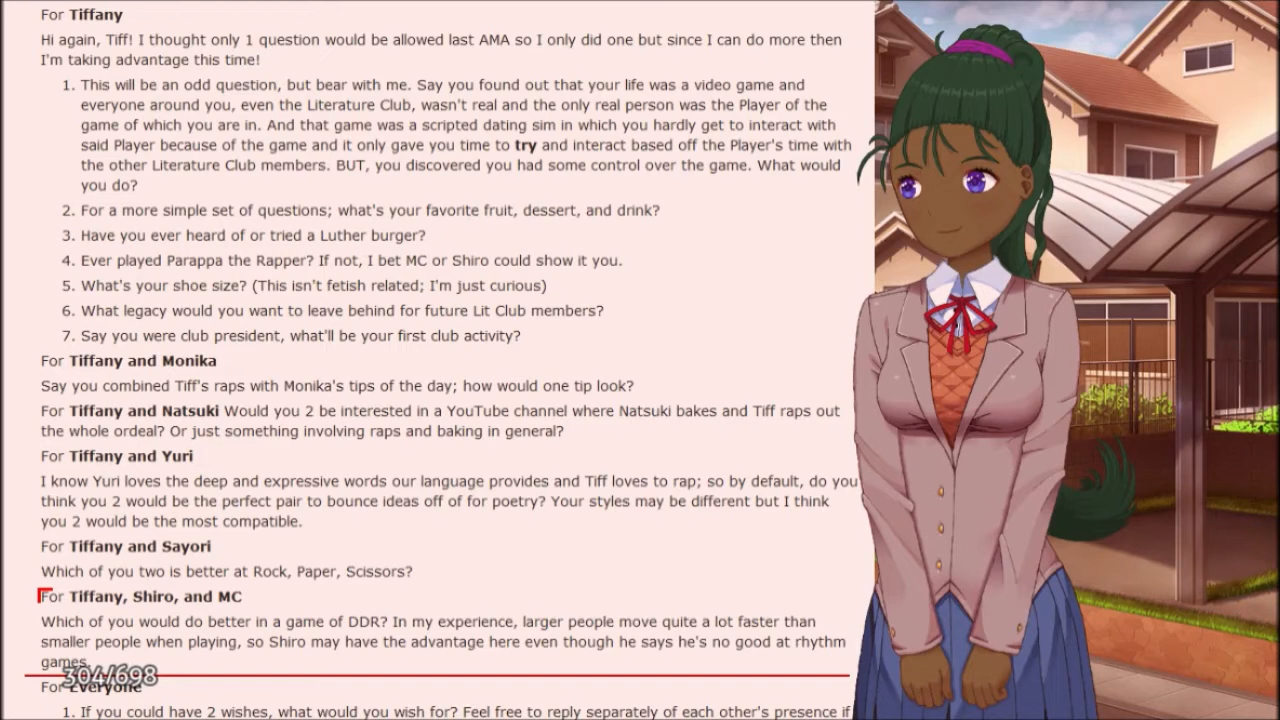 For Tiffany
Hi again, Tiff! I thought only 1 question would be allowed last AMA so I only did one but since I can do more then
I'm taking advantage this time!
1. This will be an odd question, but bear with me. Say you found out that your life was a video game and
everyone around you, even the Literature Club, wasn't real and the only real person was the Player of the
game of which you are in. And that game was a scripted dating sim in which you hardly get to interact with
said Player because of the game and it only gave you time to try and interact based off the Player's time with
the other Literature Club members. BUT, you discovered you had some control over the game. What would
you do?
2. For a more simple set of questions; what's your favorite fruit, dessert, and drink?
3. Have you ever heard of or tried a Luther burger?
4. Ever played Parappa the Rapper? If not, I bet MC or Shiro could show it you.
5. What's your shoe size? (This isn't fetish related; I'm just curious)
6. What legacy would you want to leave behind for future Lit Club members?
7. Say you were club president, what'll be your first club activity?
For Tiffany and Monika
Say you combined Tiff's raps with Monika's tips of the day; how would one tip look?
For Tiffany and Natsuki Would you 2 be interested in a YouTube channel where Natsuki bakes and Tiff raps out
the whole ordeal? Or just something involving raps and baking in general?
For Tiffany and Yuri
I know Yuri loves the deep and expressive words our language provides and Tiff loves to rap; so by default, do you
think you 2 would be the perfect pair to bounce ideas off of for poetry? Your styles may be different but I think
you 2 would be the most compatible.
For Tiffany and Sayori
Which of you two is better at Rock, Paper, Scissors?
For Tiffany, Shiro, and MC
Which of you would do better in a game of DDR? In my experience, larger people move quite a lot faster than
smaller people when playing, so Shiro may have the advantage here even though he says he's no good at rhythm
games.
304/698
For Everyone
1. If you could have 2 wishes, what would you wish for? Feel free to reply separately of each other's presence if